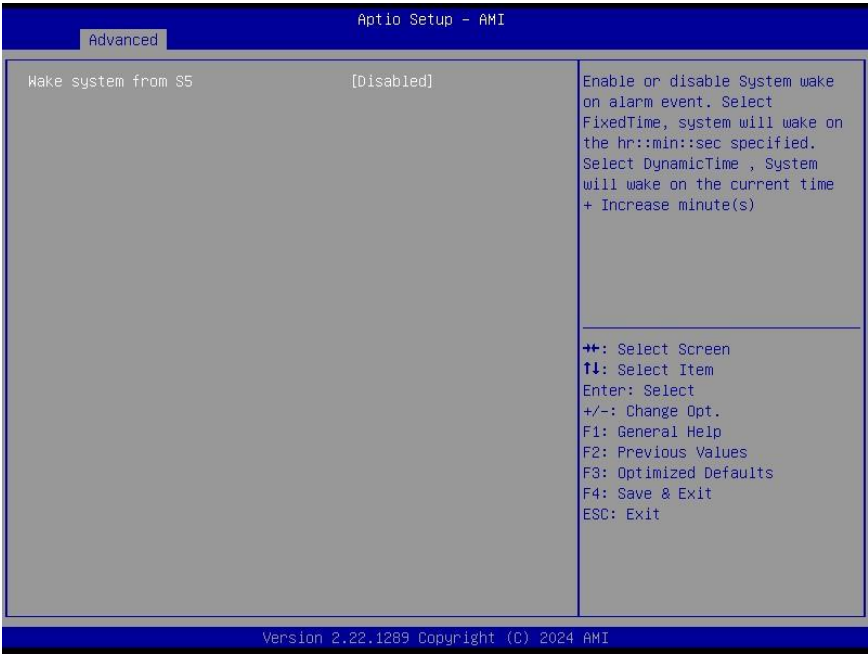 Aptio Setup – AMI
Advanced
Wake system from S5 [Disabled]
Enable or disable System wake
on alarm event. Select
FixedTime, system will wake on
the hr::min::sec specified.
Select DynamicTime , System
will wake on the current time
+ Increase minute(s)
→←: Select Screen
↑↓: Select Item
Enter: Select
+/-: Change Opt.
F1: General Help
F2: Previous Values
F3: Optimized Defaults
F4: Save & Exit
ESC: Exit
Version 2.22.1289 Copyright (C) 2024 AMI